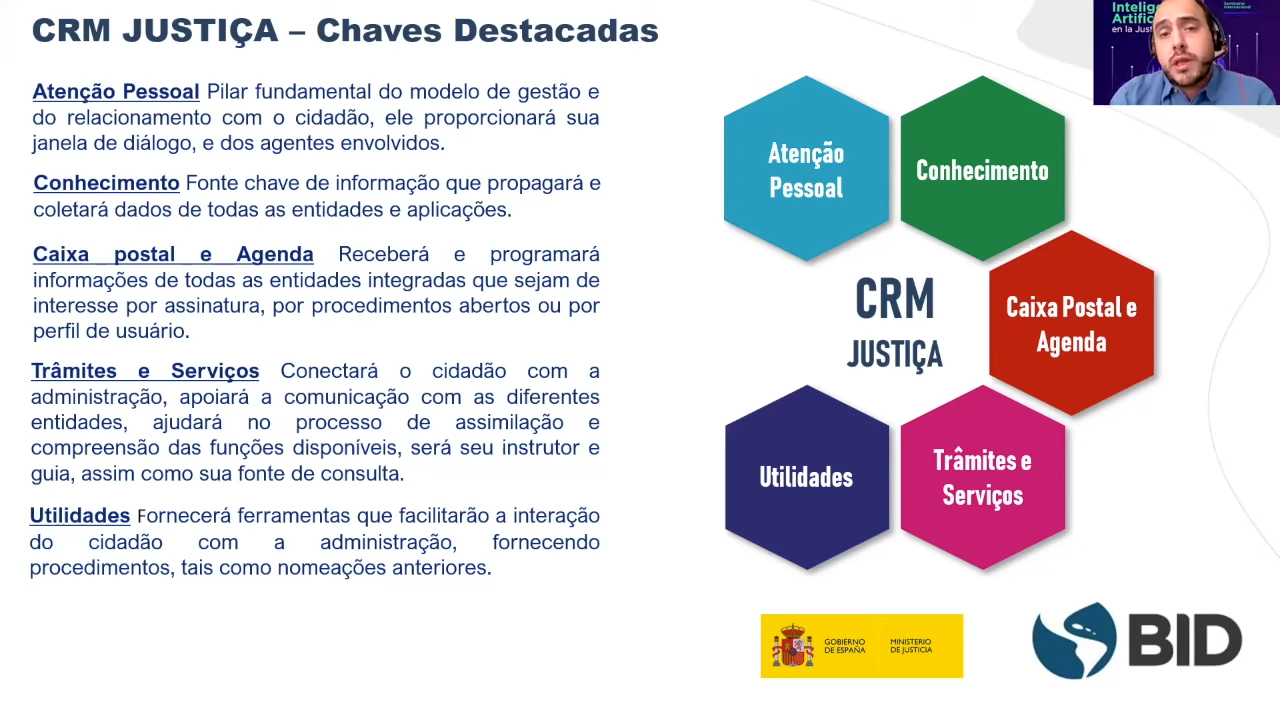 CRM JUSTIÇA – Chaves Destacadas
Atenção Pessoal Pilar fundamental do modelo de gestão e
do relacionamento com o cidadão, ele proporcionará sua
janela de diálogo, e dos agentes envolvidos.
Conhecimento Fonte chave de informação que propagará e
coletará dados de todas as entidades e aplicações.
Caixa postal e Agenda Receberá e programará
informações de todas as entidades integradas que sejam de
interesse por assinatura, por procedimentos abertos ou por
perfil de usuário.
Trâmites e Serviços Conectará o cidadão com a
administração, apoiará a comunicação com as diferentes
entidades, ajudará no processo de assimilação e
compreensão das funções disponíveis, será seu instrutor e
guia, assim como sua fonte de consulta.
Utilidades Fornecerá ferramentas que facilitarão a interação
do cidadão com a administração, fornecendo
procedimentos, tais como nomeações anteriores.
Atenção
Pessoal
Conhecimento
CRM
JUSTIÇA
Caixa Postal e
Agenda
Utilidades
Trâmites e
Serviços
GOBIERNO
DE ESPAÑA
MINISTERIO
DE JUSTICIA
BID
Seminario
Internacional
en la